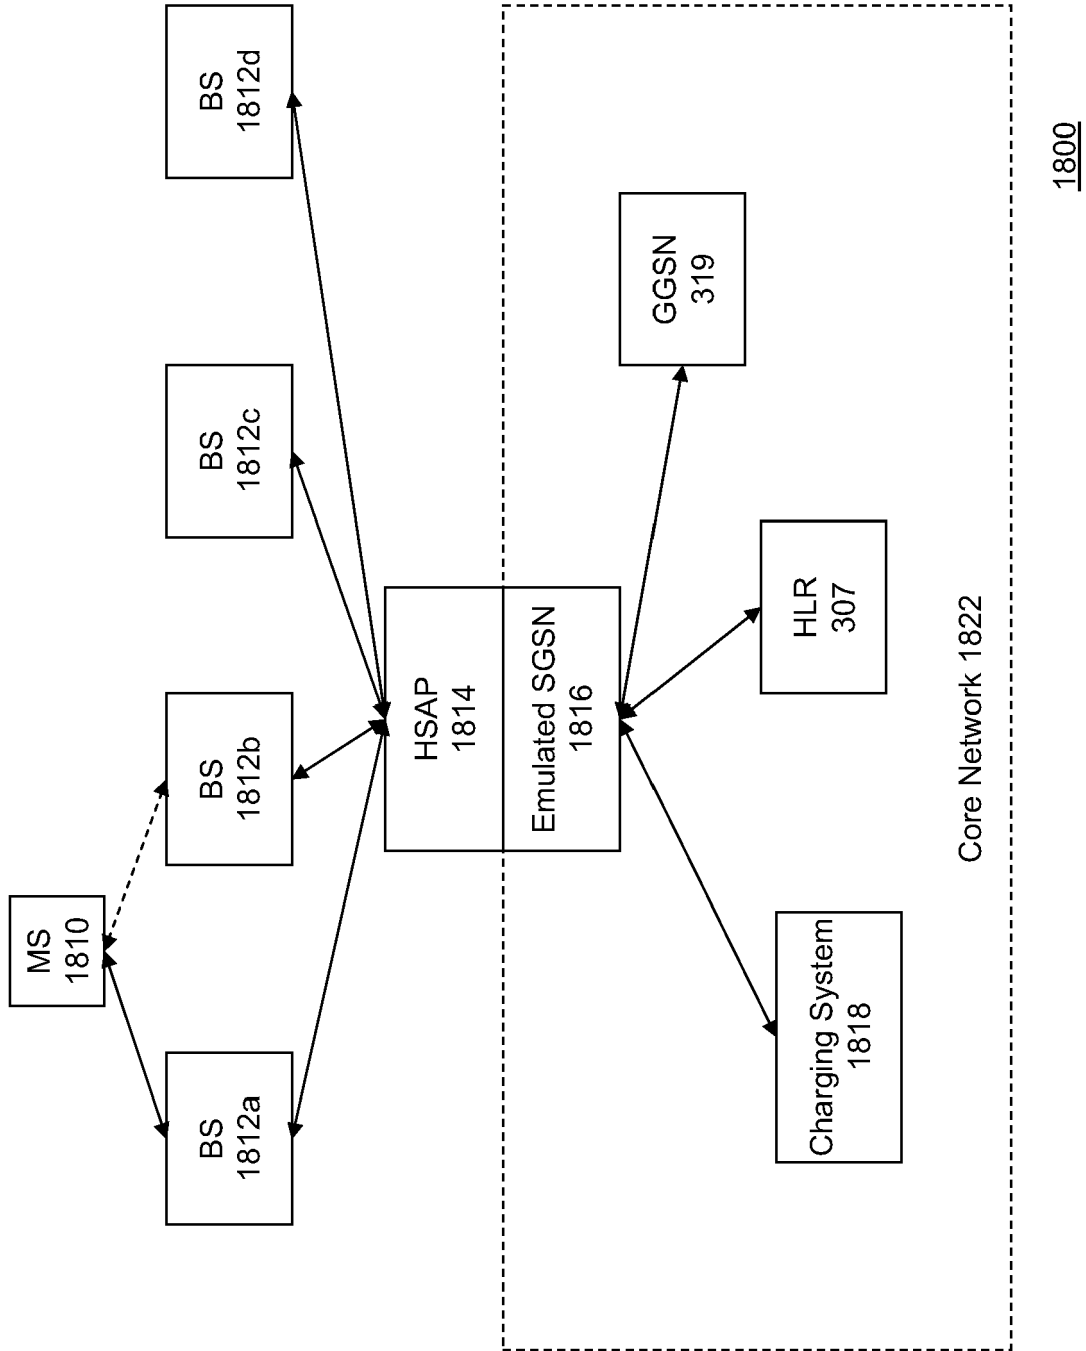 MS
1810
BS
1812a
BS
1812b
BS
1812c
BS
1812d
HSAP
1814
Emulated SGSN
1816
Charging System
1818
HLR
307
GGSN
319
Core Network 1822
1800